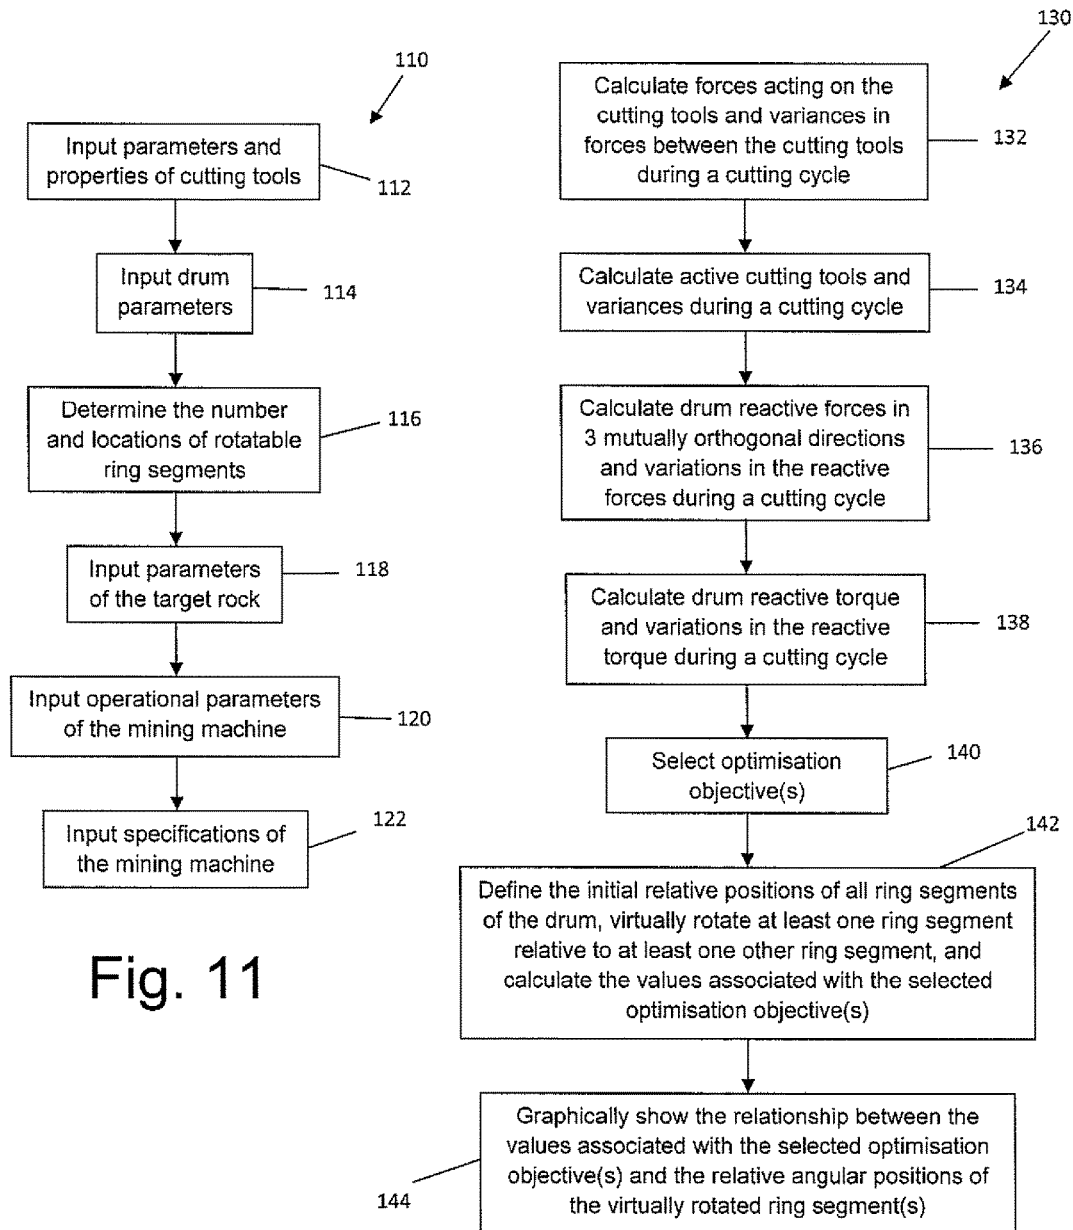 110
Input parameters and
properties of cutting tools
112
Input drum
parameters
114
Determine the number
and locations of rotatable
ring segments
116
Input parameters
of the target rock
118
Input operational parameters
of the mining machine
120
Input specifications of
the mining machine
122
Fig. 11
130
Calculate forces acting on the
cutting tools and variances in
forces between the cutting tools
during a cutting cycle
132
Calculate active cutting tools and
variances during a cutting cycle
134
Calculate drum reactive forces in
3 mutually orthogonal directions
and variations in the reactive
forces during a cutting cycle
136
Calculate drum reactive torque
and variations in the reactive
torque during a cutting cycle
138
Select optimisation
objective(s)
140
142
Define the initial relative positions of all ring segments
of the drum, virtually rotate at least one ring segment
relative to at least one other ring segment, and
calculate the values associated with the selected
optimisation objective(s)
Graphically show the relationship between the
values associated with the selected optimisation
objective(s) and the relative angular positions of
the virtually rotated ring segment(s)
144